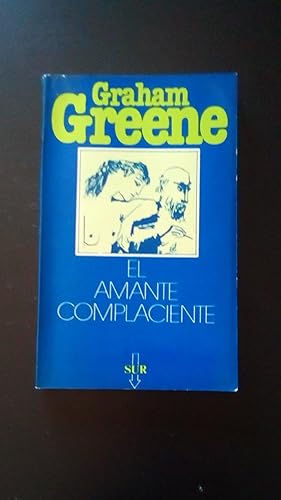 Graham
Greene
EL
AMANTE
COMPLACIENTE
SUR